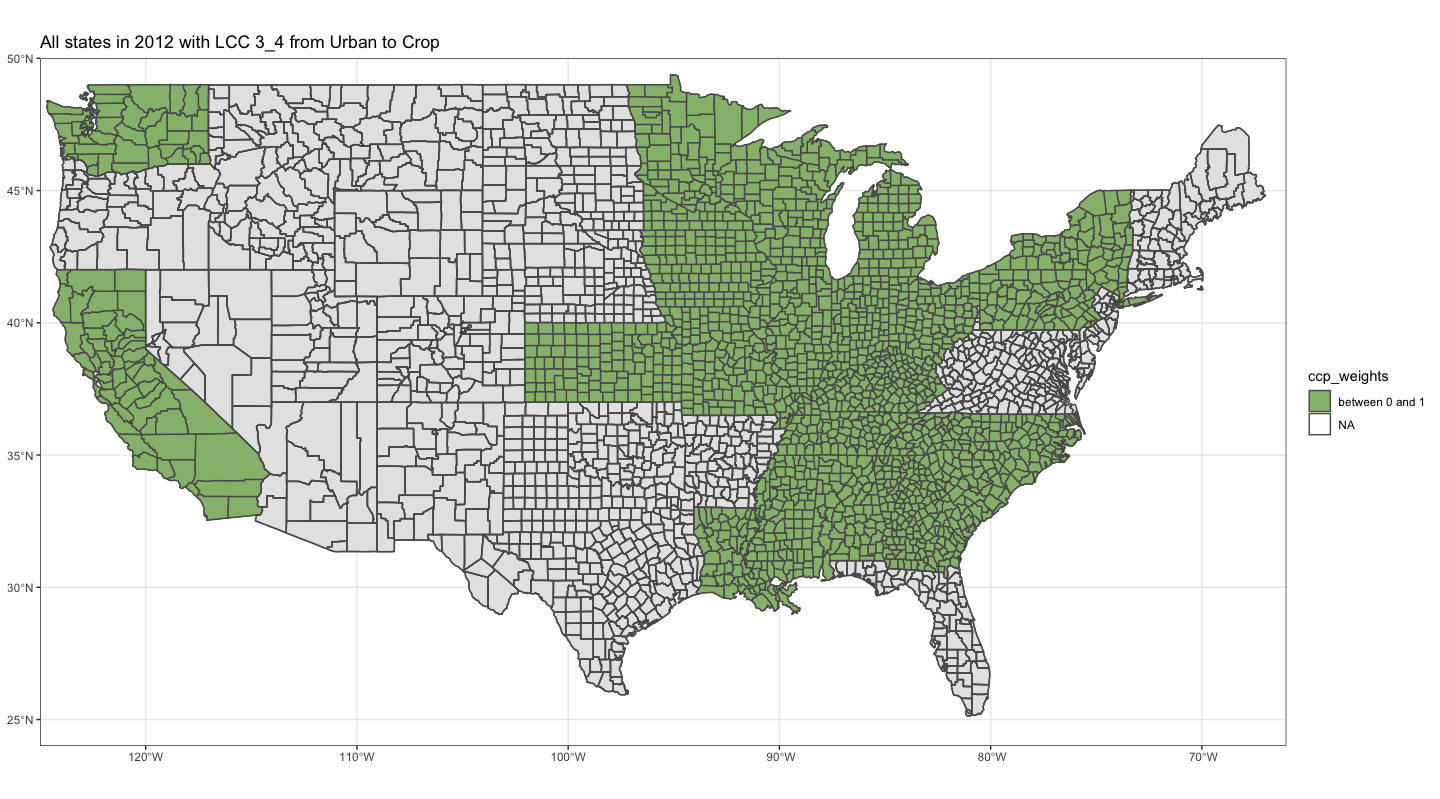 All states in 2012 with LCC 3_4 from Urban to Crop
50°N
45°N
40°N
35°N
30°N
25°N
120°W 110°W 100°W 90°W 80°W 70°W
ccp_weights
between 0 and 1
NA